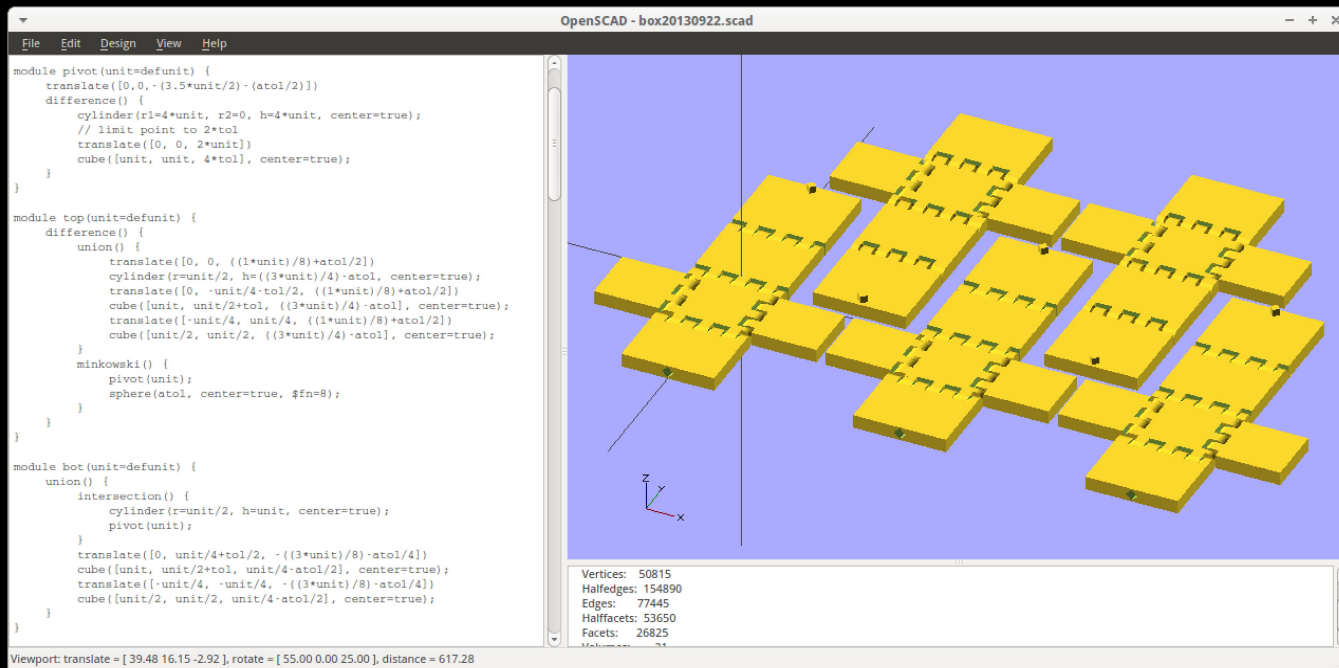 OpenSCAD - box20130922.scad
File Edit Design View Help
module pivot(unit=defunit) {
    translate([0,0,-(3.5*unit/2)-(atol/2)])
    difference() {
        cylinder(r1=4*unit, r2=0, h=4*unit, center=true);
        // limit point to 2*tol
        translate([0, 0, 2*unit])
        cube([unit, unit, 4*tol], center=true);
    }
}
module top(unit=defunit) {
    difference() {
        union() {
            translate([0, 0, ((1*unit)/8)+atol/2])
            cylinder(r=unit/2, h=((3*unit)/4)-atol, center=true);
            translate([0, -unit/4-tol/2, ((1*unit)/8)+atol/2])
            cube([unit, unit/2+tol, ((3*unit)/4)-atol], center=true);
            translate([-unit/4, unit/4, ((1*unit)/8)+atol/2])
            cube([unit/2, unit/2, ((3*unit)/4)-atol], center=true);
        }
        minkowski() {
            pivot(unit);
            sphere(atol, center=true, $fn=8);
        }
    }
}
module bot(unit=defunit) {
    union() {
        intersection() {
            cylinder(r=unit/2, h=unit, center=true);
            pivot(unit);
        }
        translate([0, unit/4+tol/2, -((3*unit)/8)-atol/4])
        cube([unit, unit/2+tol, unit/4-atol/2], center=true);
        translate([-unit/4, -unit/4, -((3*unit)/8)-atol/4])
        cube([unit/2, unit/2, unit/4-atol/2], center=true);
    }
}
Z
Y
X
Vertices: 50815
Halfedges: 154890
Edges: 77445
Halffacets: 53650
Facets: 26825
Volumes: 21
Viewport: translate = [ 39.48 16.15 -2.92 ], rotate = [ 55.00 0.00 25.00 ], distance = 617.28